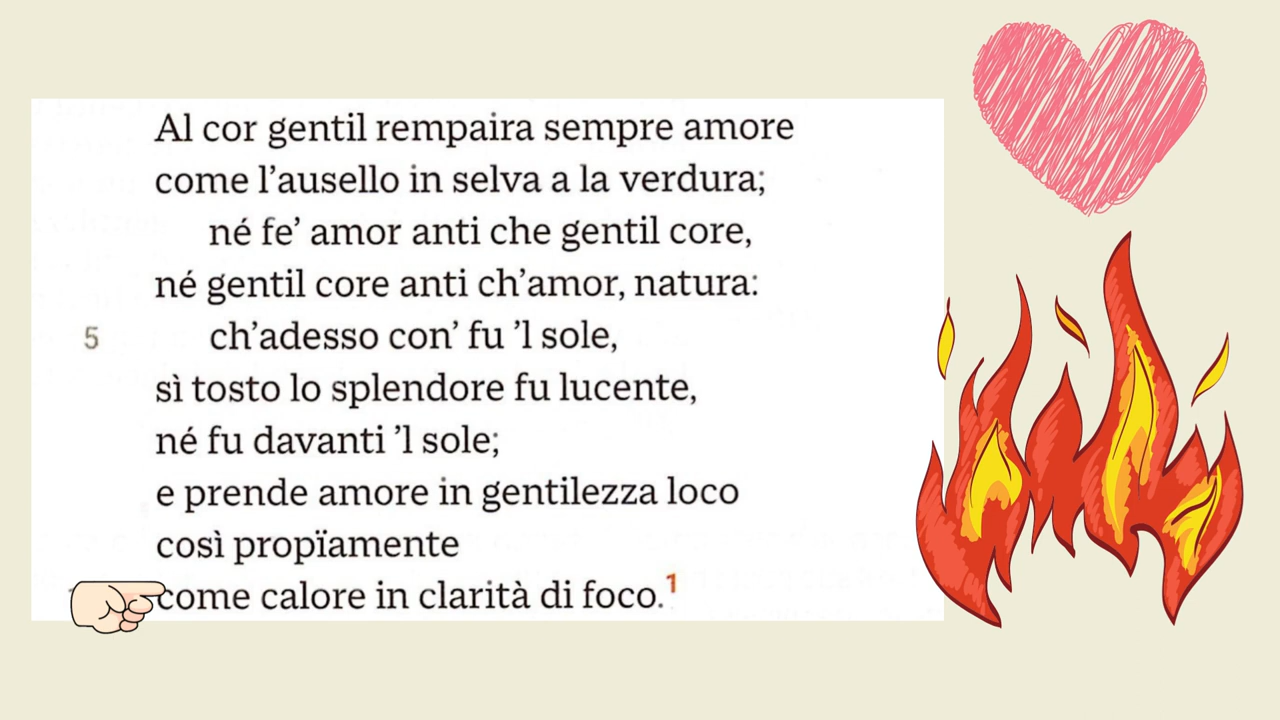 Al cor gentil rempaira sempre amore
come l'ausello in selva a la verdura;
né fe' amor anti che gentil core,
né gentil core anti ch'amor, natura:
5 ch'adesso con' fu 'l sole,
sì tosto lo splendore fu lucente,
né fu davanti 'l sole;
e prende amore in gentilezza loco
così propïamente
come calore in clarità di foco.1